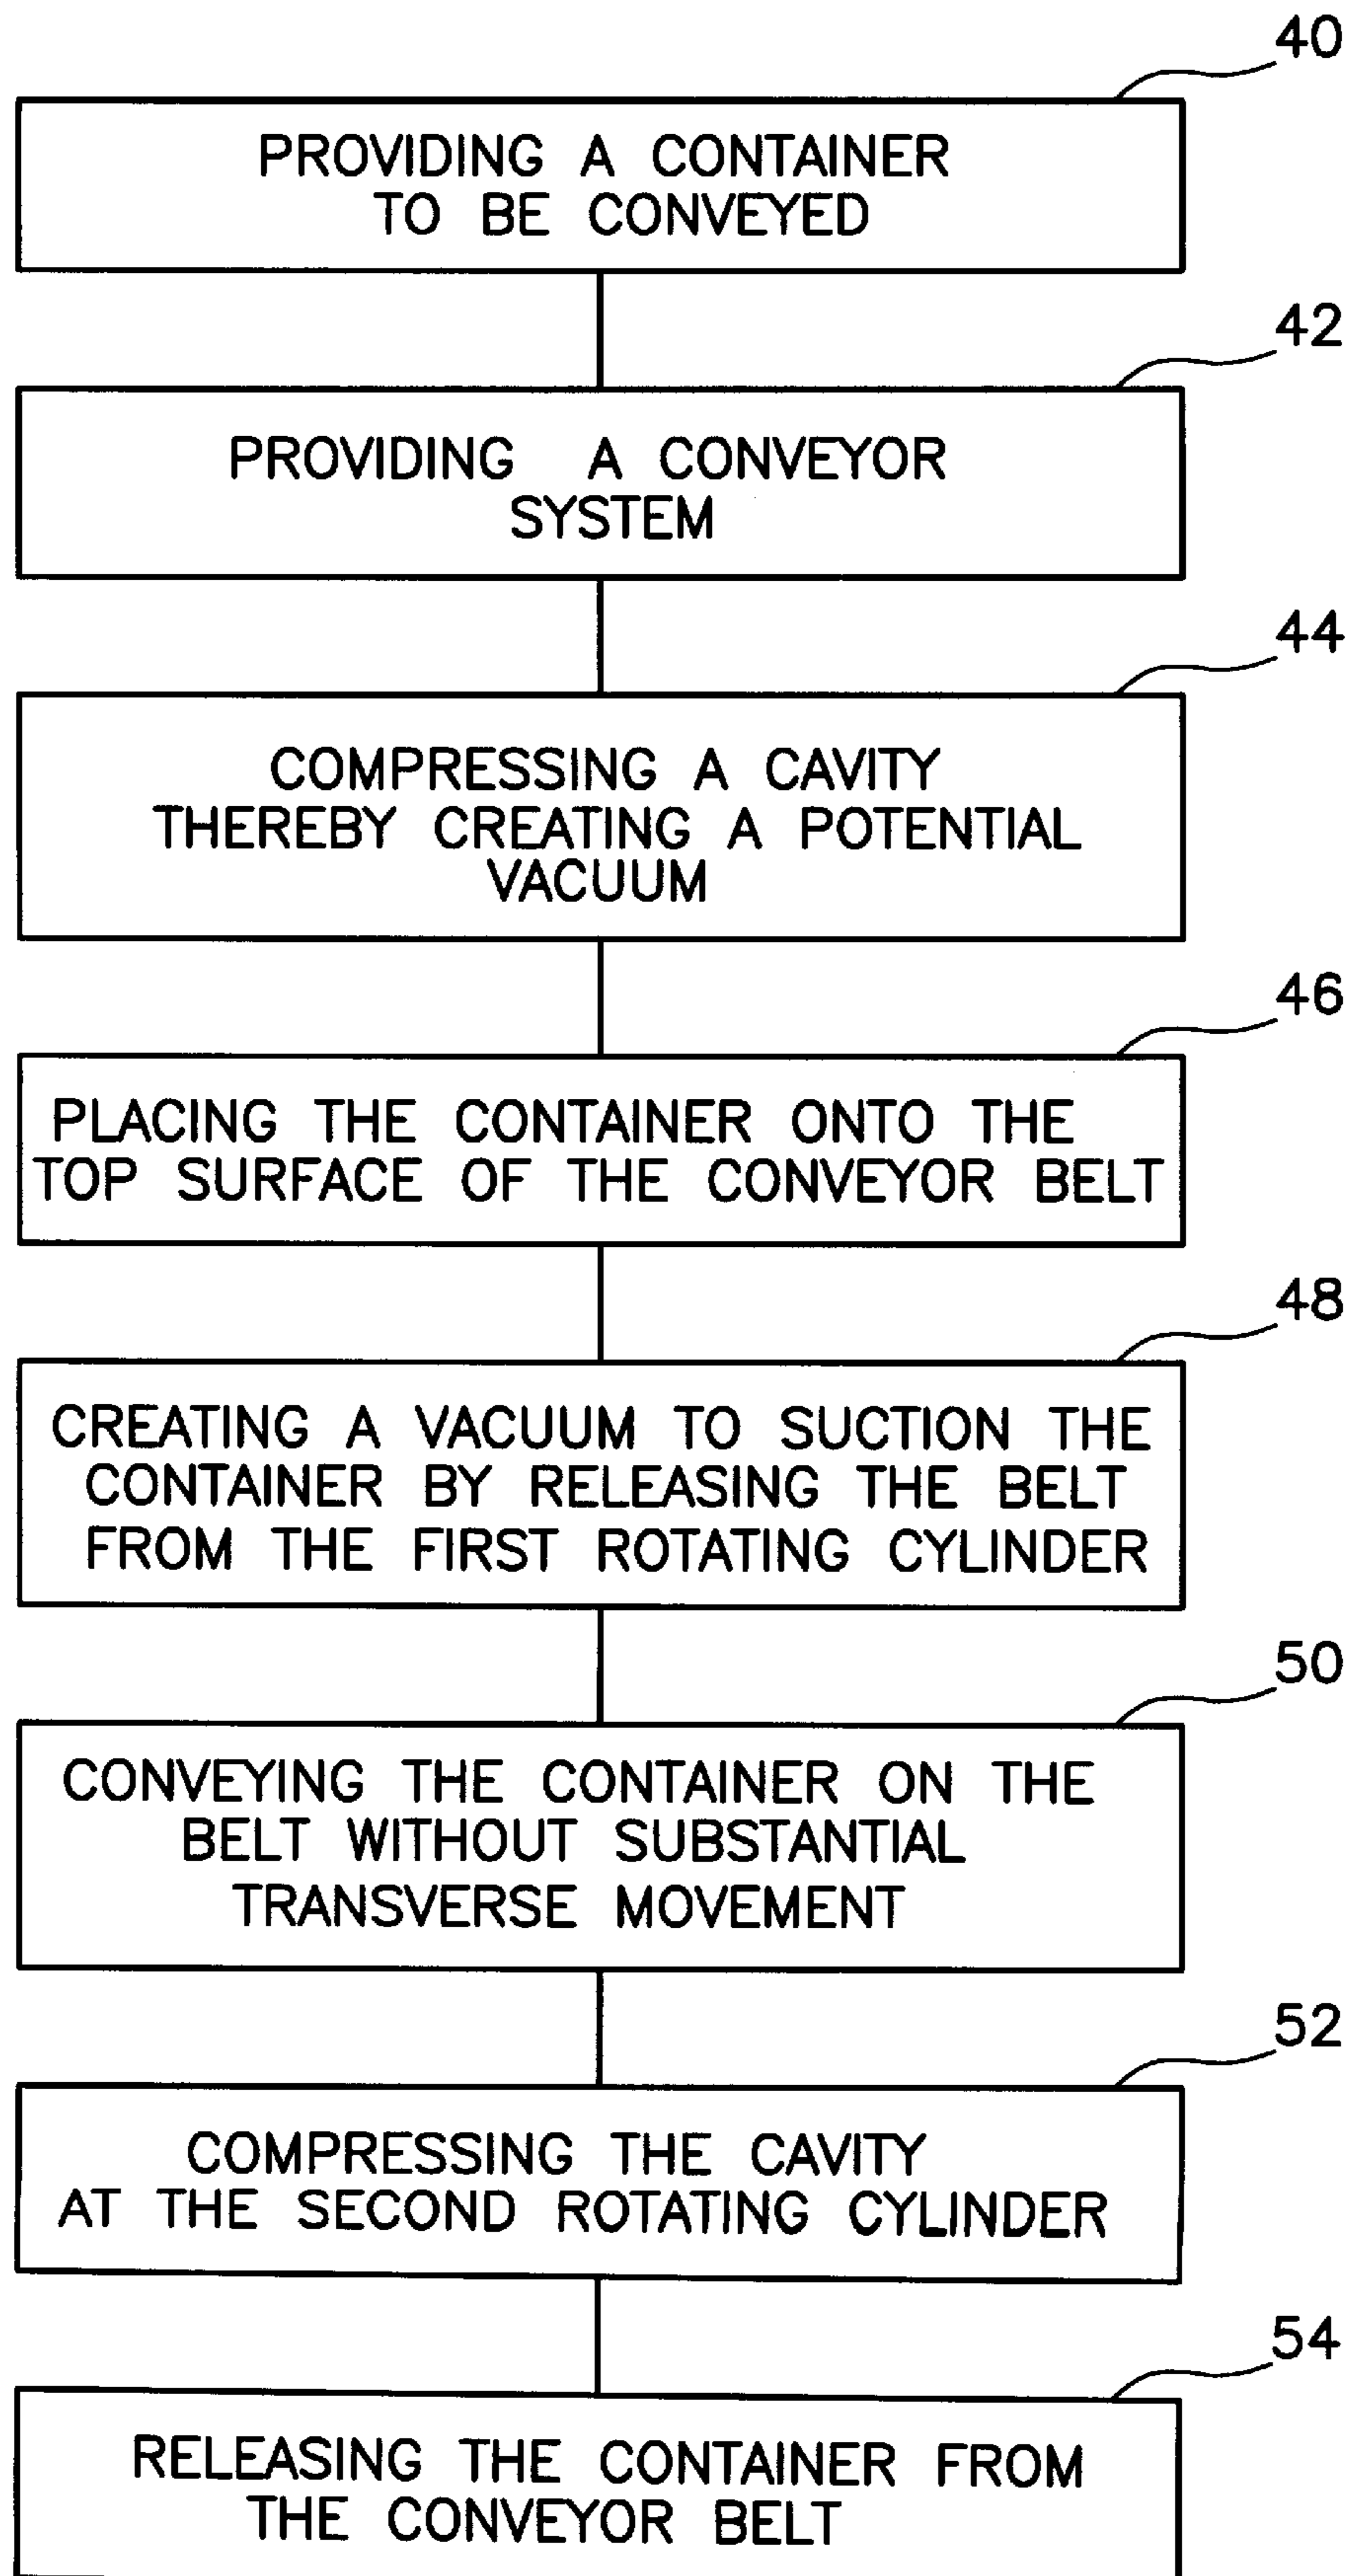 40
PROVIDING A CONTAINER
TO BE CONVEYED
42
PROVIDING A CONVEYOR
SYSTEM
44
COMPRESSING A CAVITY
THEREBY CREATING A POTENTIAL
VACUUM
46
PLACING THE CONTAINER ONTO THE
TOP SURFACE OF THE CONVEYOR BELT
48
CREATING A VACUUM TO SUCTION THE
CONTAINER BY RELEASING THE BELT
FROM THE FIRST ROTATING CYLINDER
50
CONVEYING THE CONTAINER ON THE
BELT WITHOUT SUBSTANTIAL
TRANSVERSE MOVEMENT
52
COMPRESSING THE CAVITY
AT THE SECOND ROTATING CYLINDER
54
RELEASING THE CONTAINER FROM
THE CONVEYOR BELT